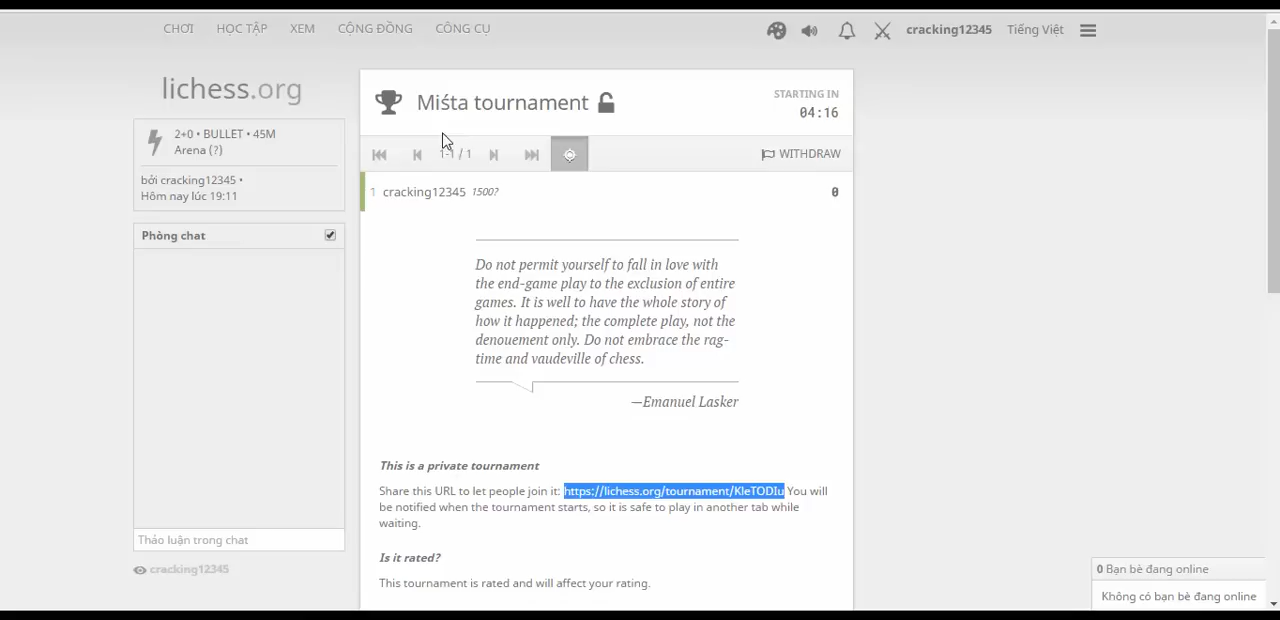 CHƠI HỌC TẬP XEM CỘNG ĐỒNG CÔNG CỤ cracking12345 Tiếng Việt
lichess.org
2+0 • BULLET • 45M
Arena (?)
bởi cracking12345 •
Hôm nay lúc 19:11
Phòng chat
Thảo luận trong chat
cracking12345
Miśta tournament
STARTING IN
04:16
1-1 / 1
WITHDRAW
1 cracking12345 1500? 0
Do not permit yourself to fall in love with
the end-game play to the exclusion of entire
games. It is well to have the whole story of
how it happened; the complete play, not the
denouement only. Do not embrace the rag-
time and vaudeville of chess.
—Emanuel Lasker
This is a private tournament
Share this URL to let people join it: https://lichess.org/tournament/KleTODIu You will
be notified when the tournament starts, so it is safe to play in another tab while
waiting.
Is it rated?
This tournament is rated and will affect your rating.
0 Bạn bè đang online
Không có bạn bè đang online